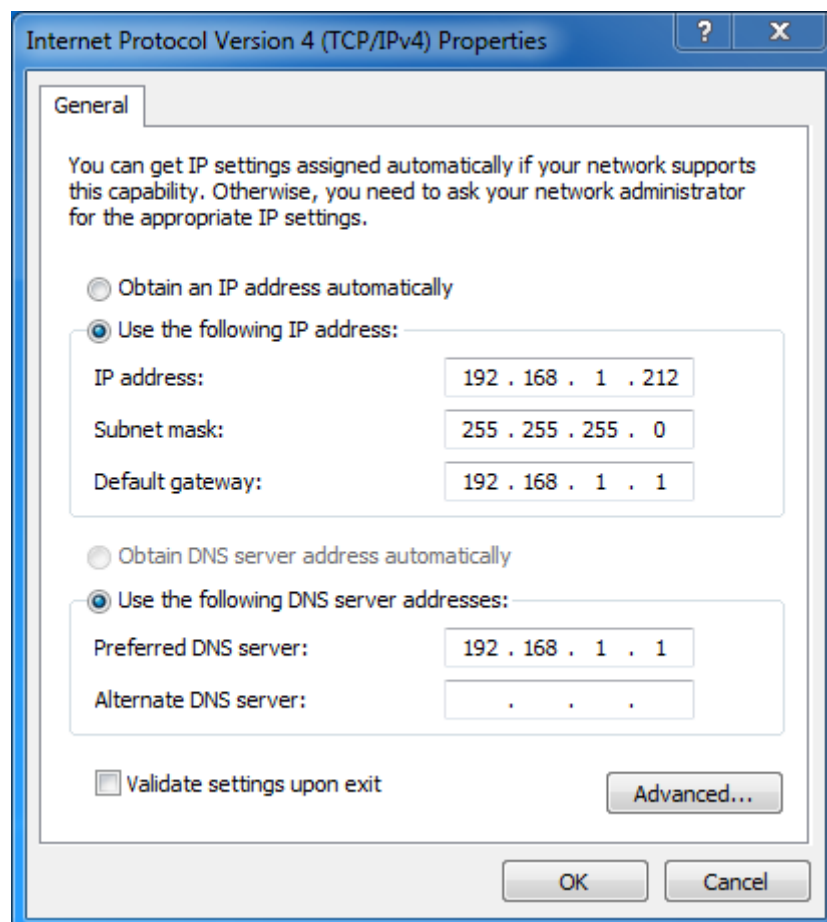 Internet Protocol Version 4 (TCP/IPv4) Properties
?
X
General
You can get IP settings assigned automatically if your network supports
this capability. Otherwise, you need to ask your network administrator
for the appropriate IP settings.
Obtain an IP address automatically
Use the following IP address:
IP address: 192 . 168 . 1 . 212
Subnet mask: 255 . 255 . 255 . 0
Default gateway: 192 . 168 . 1 . 1
Obtain DNS server address automatically
Use the following DNS server addresses:
Preferred DNS server: 192 . 168 . 1 . 1
Alternate DNS server: . . .
Validate settings upon exit
Advanced...
OK Cancel